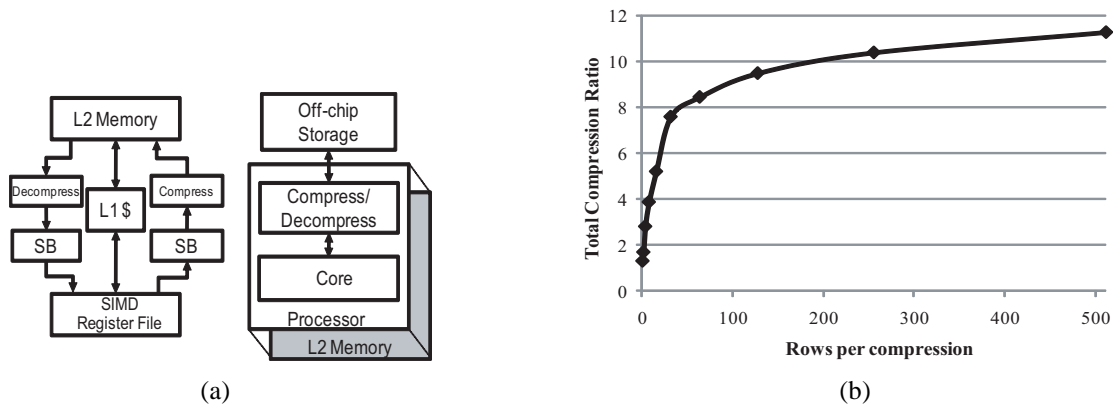 L2 Memory
Decompress
L1 $
Compress
SB
SB
SIMD
Register File
(a)
Off-chip
Storage
Compress/
Decompress
Core
Processor
L2 Memory
Total Compression Ratio
12
10
8
6
4
2
0
0 100 200 300 400 500
Rows per compression
(b)